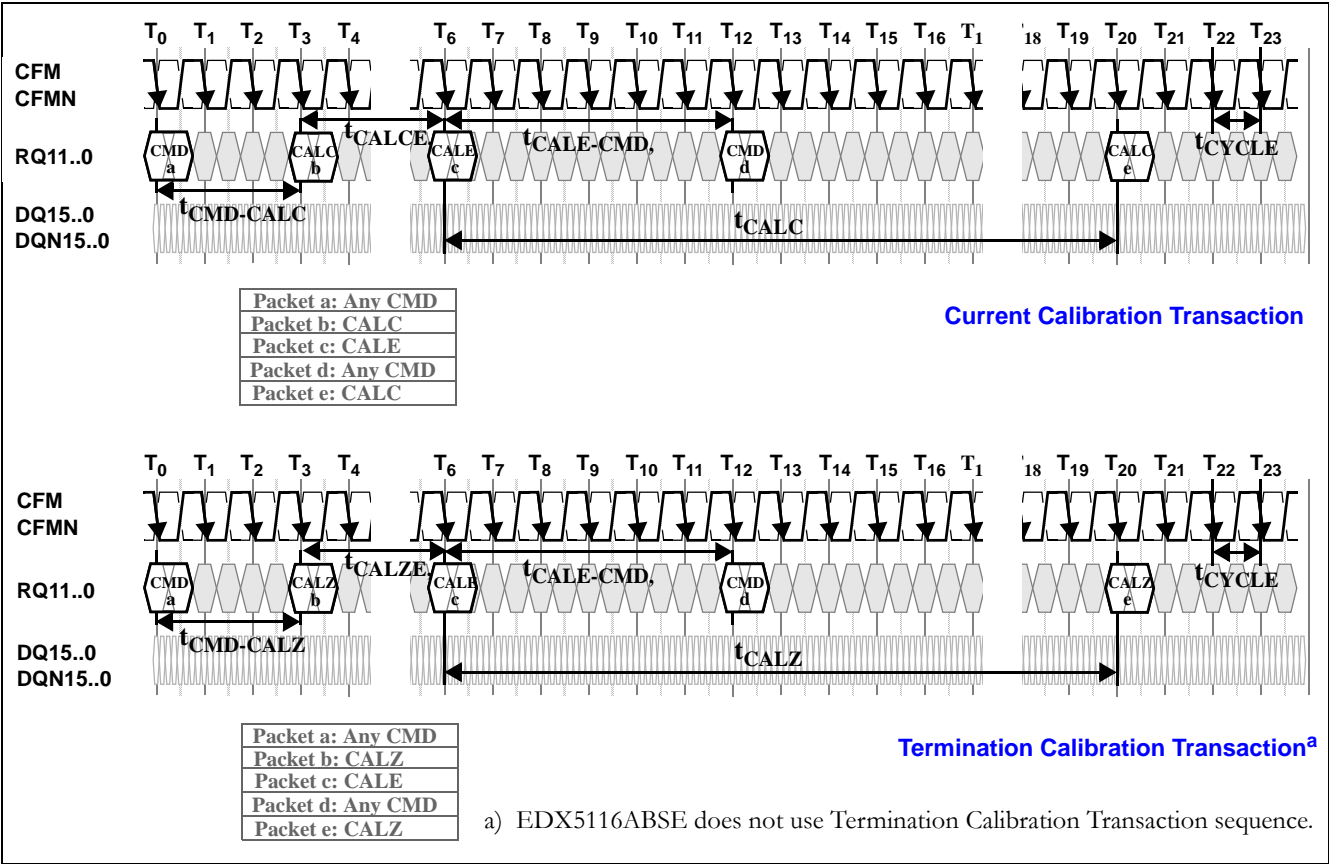 T0 T1 T2 T3 T4 T6 T7 T8 T9 T10 T11 T12 T13 T14 T15 T16 T1 18 T19 T20 T21 T22 T23
CFM
CFMN
tCALCE, tCALE-CMD, tCYCLE
RQ11..0
CMD a CALC b CALE c CMD d CALC e
tCMD-CALC
DQ15..0
DQN15..0
tCALC
Packet a: Any CMD
Packet b: CALC
Packet c: CALE
Packet d: Any CMD
Packet e: CALC
Current Calibration Transaction
T0 T1 T2 T3 T4 T6 T7 T8 T9 T10 T11 T12 T13 T14 T15 T16 T1 18 T19 T20 T21 T22 T23
CFM
CFMN
tCALZE, tCALE-CMD, tCYCLE
RQ11..0
CMD a CALZ b CALE c CMD d CALZ e
tCMD-CALZ
DQ15..0
DQN15..0
tCALZ
Packet a: Any CMD
Packet b: CALZ
Packet c: CALE
Packet d: Any CMD
Packet e: CALZ
Termination Calibration Transactiona
a) EDX5116ABSE does not use Termination Calibration Transaction sequence.